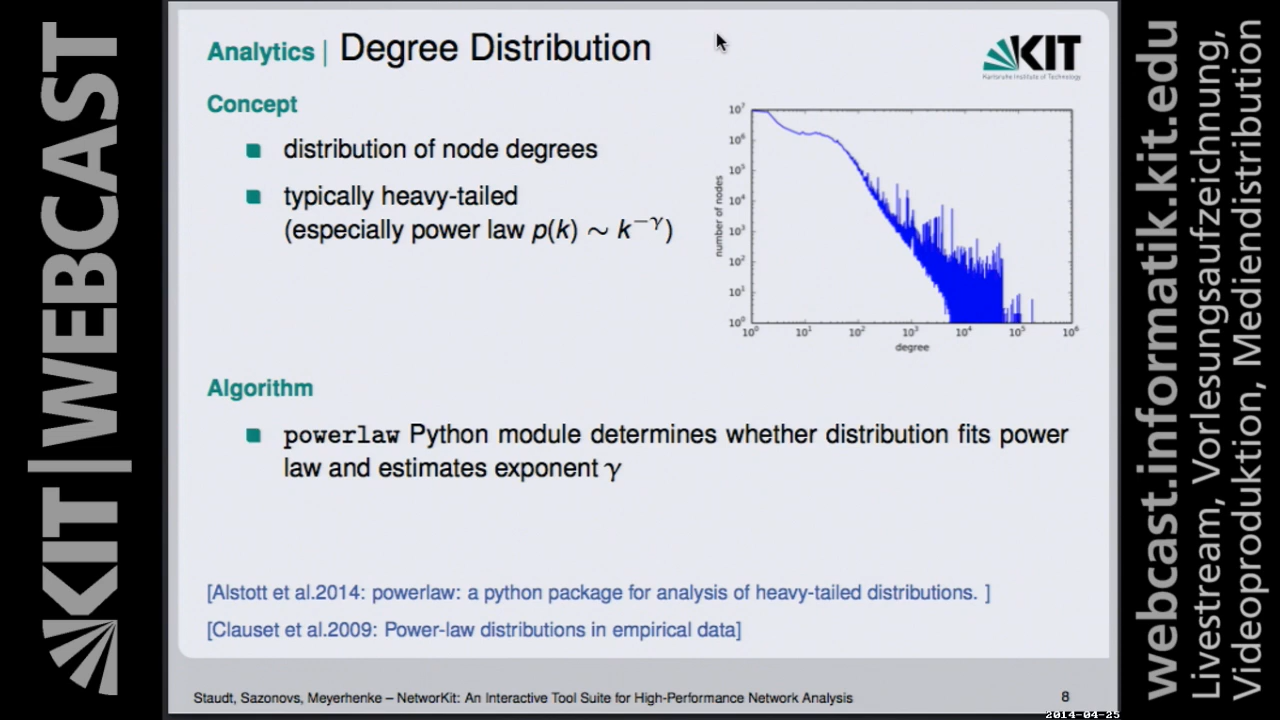 KIT | WEBCAST
Analytics | Degree Distribution
KIT
Karlsruhe Institute of Technology
Concept
distribution of node degrees
typically heavy-tailed
(especially power law p(k) ∼ k^−γ)
number of nodes
10^7
10^6
10^5
10^4
10^3
10^2
10^1
10^0
10^0 10^1 10^2 10^3 10^4 10^5 10^6
degree
Algorithm
powerlaw Python module determines whether distribution fits power
law and estimates exponent γ
[Alstott et al.2014: powerlaw: a python package for analysis of heavy-tailed distributions. ]
[Clauset et al.2009: Power-law distributions in empirical data]
Staudt, Sazonovs, Meyerhenke – NetworKit: An Interactive Tool Suite for High-Performance Network Analysis 8
2014-04-25
webcast.informatik.kit.edu
Livestream, Vorlesungsaufzeichnung,
Videoproduktion, Mediendistribution